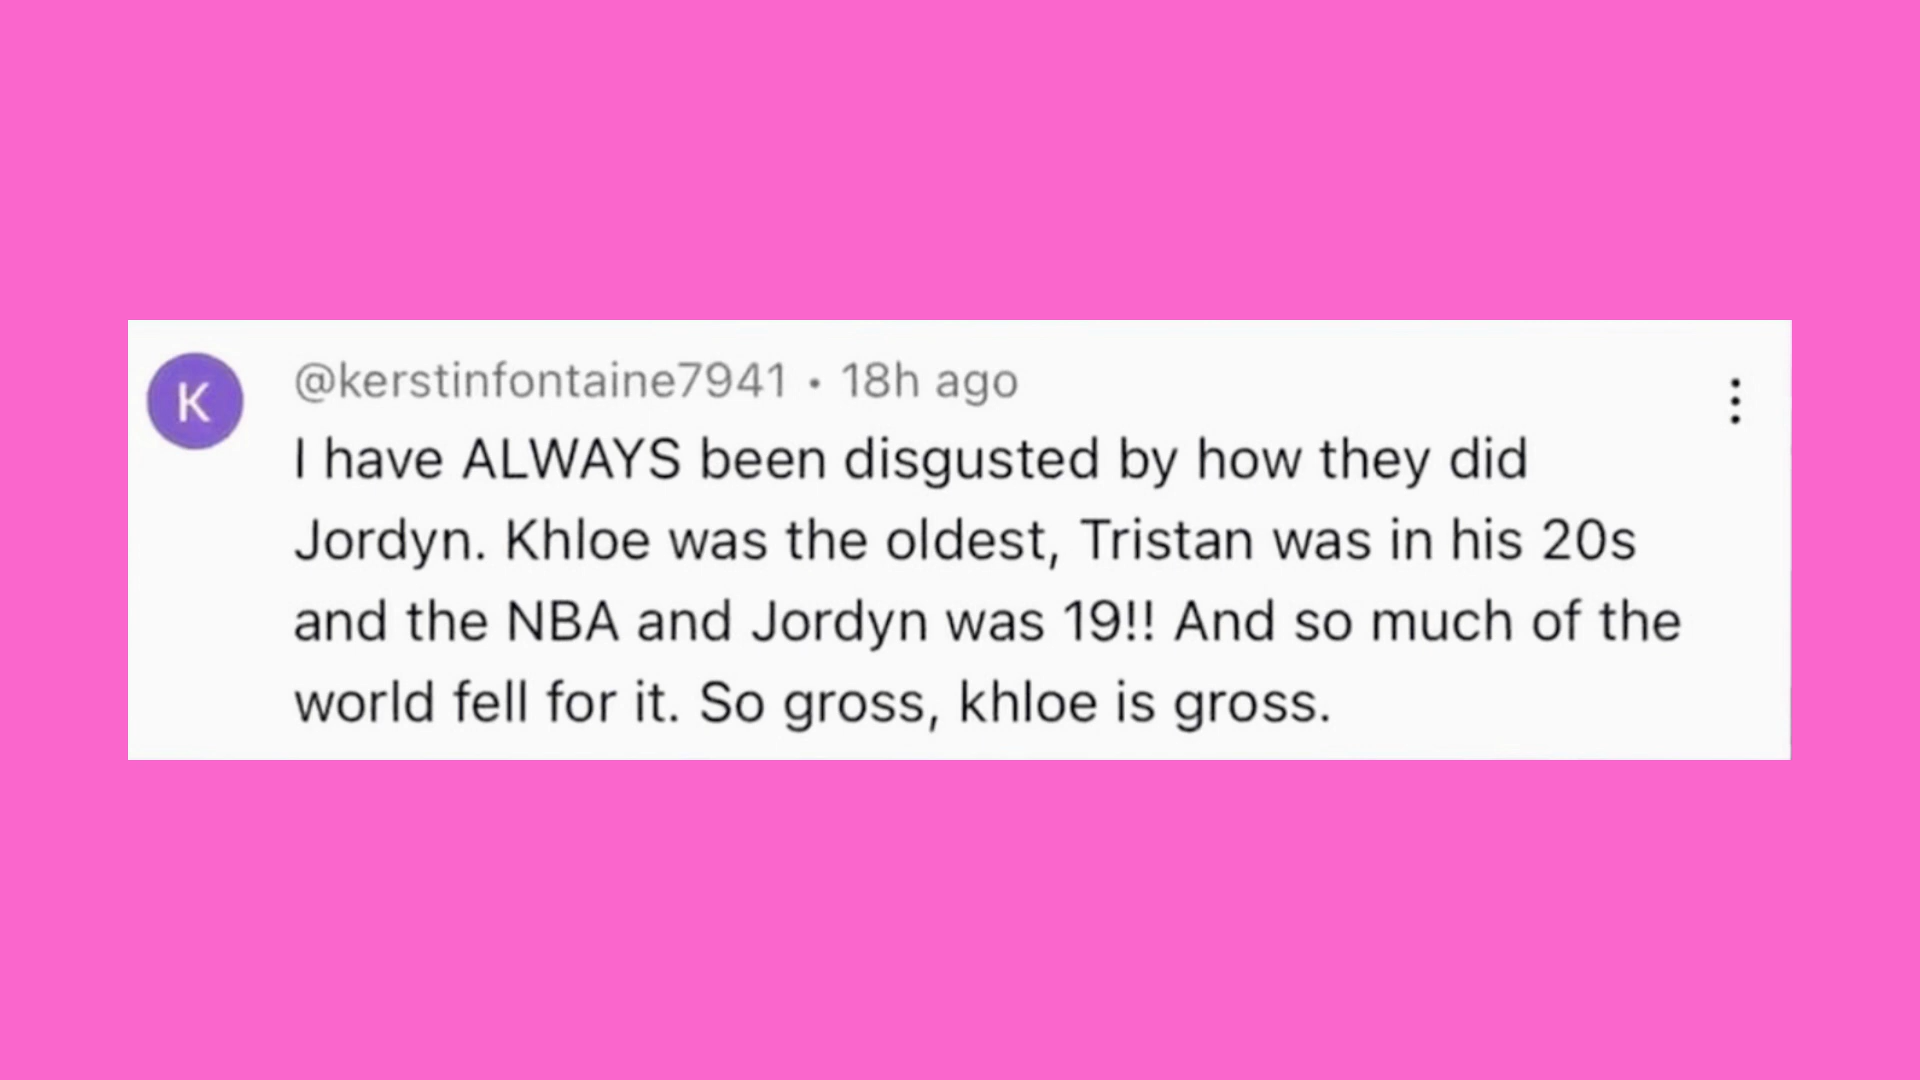 K
@kerstinfontaine7941 • 18h ago
I have ALWAYS been disgusted by how they did
Jordyn. Khloe was the oldest, Tristan was in his 20s
and the NBA and Jordyn was 19!! And so much of the
world fell for it. So gross, khloe is gross.